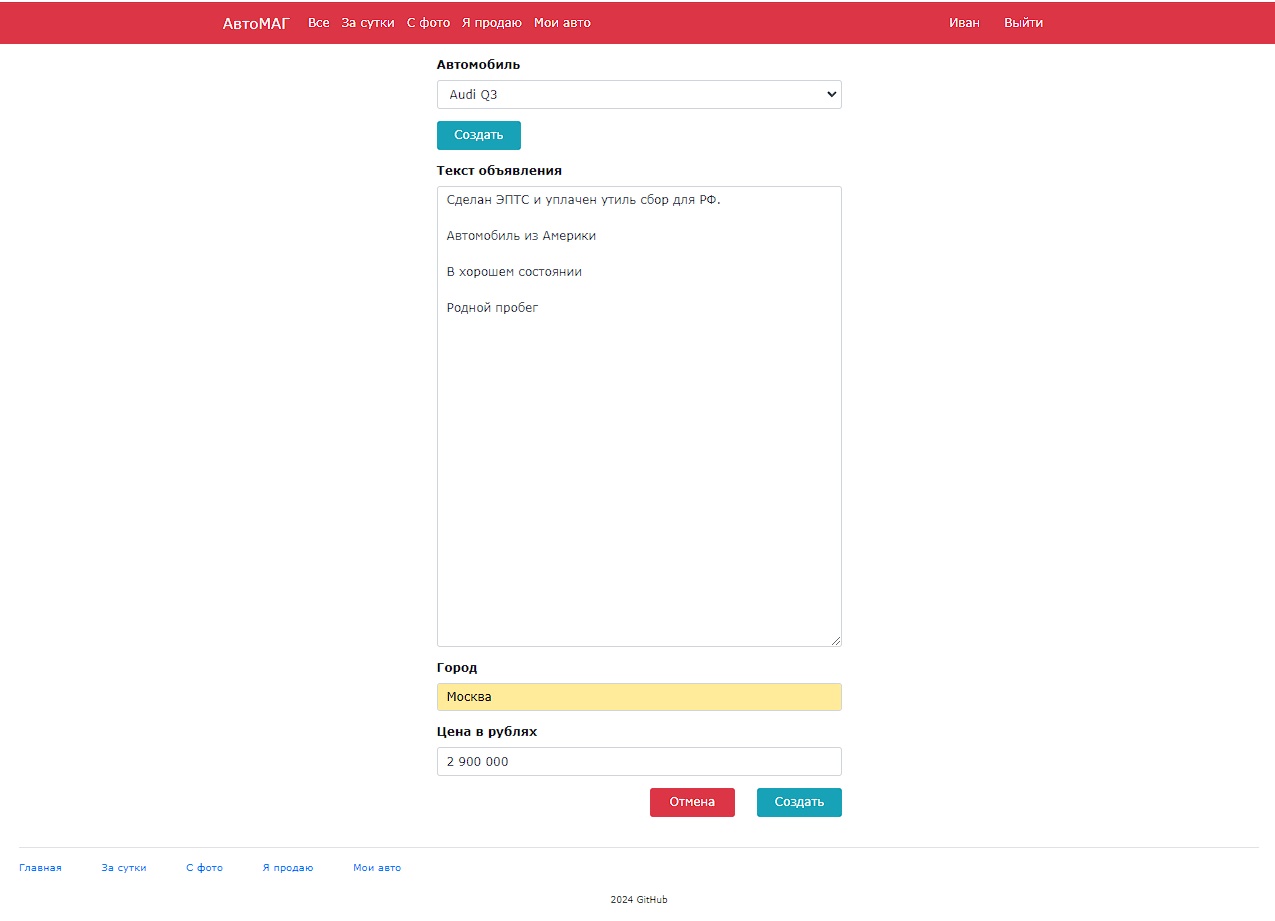 АвтоМАГ Все За сутки С фото Я продаю Мои авто Иван Выйти
Автомобиль
Audi Q3
Создать
Текст объявления
Сделан ЭПТС и уплачен утиль сбор для РФ.
Автомобиль из Америки
В хорошем состоянии
Родной пробег
Город
Москва
Цена в рублях
2 900 000
Отмена Создать
Главная За сутки С фото Я продаю Мои авто
2024 GitHub